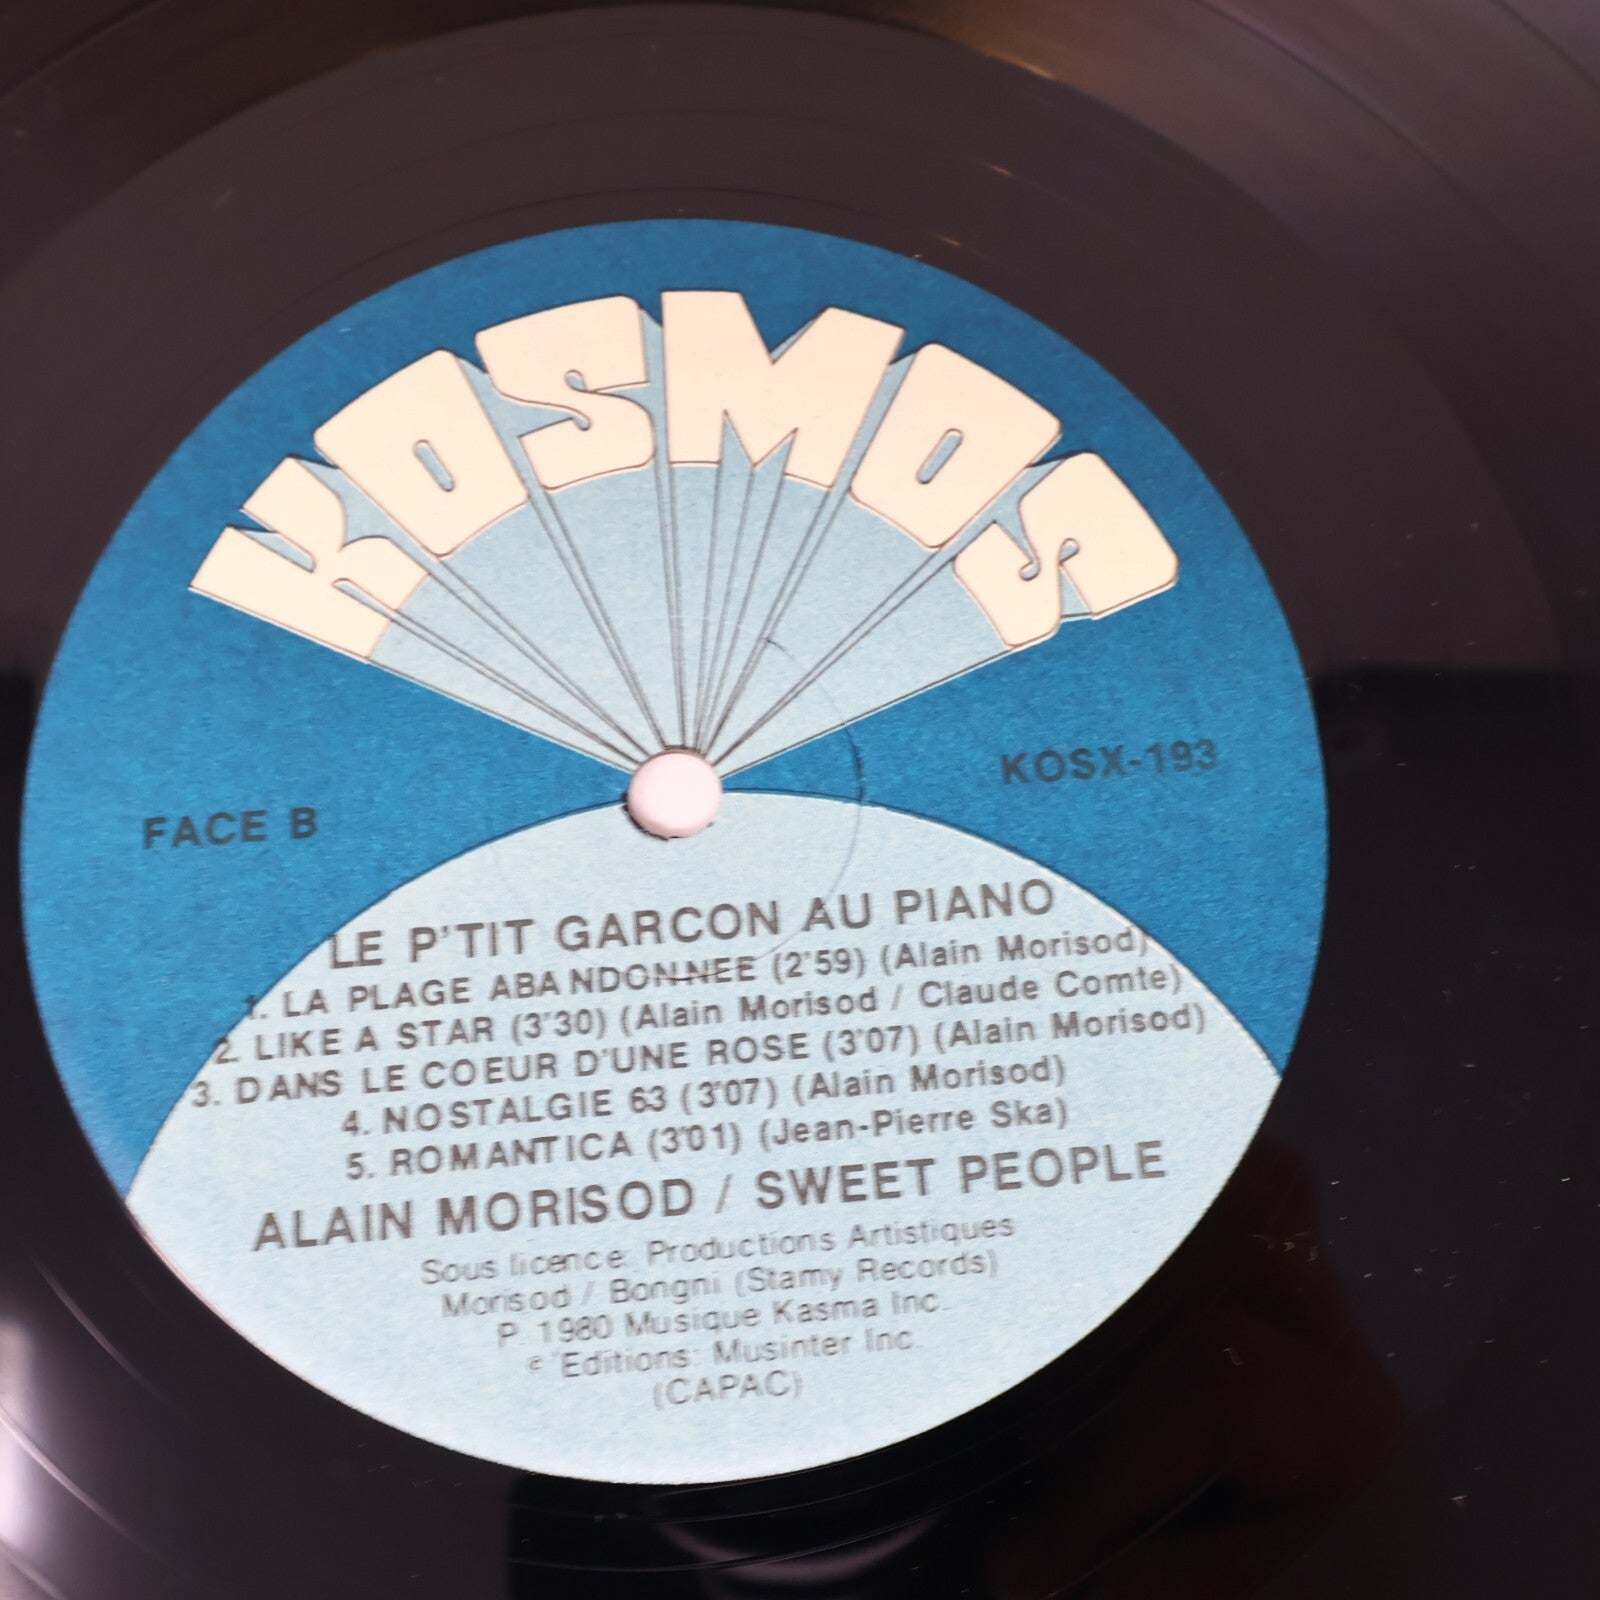 KOSMOS
FACE B
KOSX-193
LE P'TIT GARCON AU PIANO
1. LA PLAGE ABANDONNEE (2'59) (Alain Morisod)
2. LIKE A STAR (3'30) (Alain Morisod / Claude Comte)
3. DANS LE COEUR D'UNE ROSE (3'07) (Alain Morisod)
4. NOSTALGIE 63 (3'07) (Alain Morisod)
5. ROMANTICA (3'01) (Jean-Pierre Ska)
ALAIN MORISOD / SWEET PEOPLE
Sous licence: Productions Artistiques
Morisod / Bongni (Stamy Records)
P. 1980 Musique Kasma Inc.
© Editions: Musinter Inc.
(CAPAC)